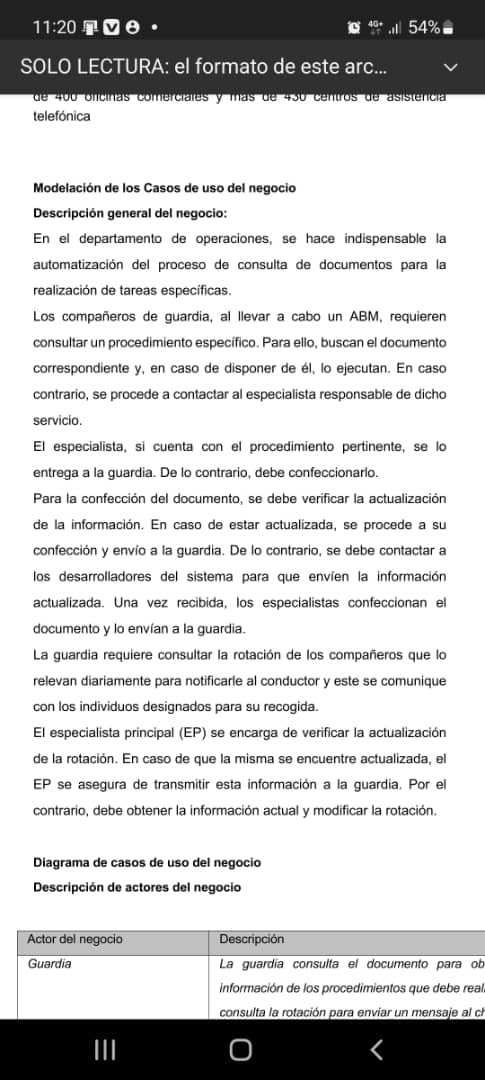 11:20
4G+ 54%
SOLO LECTURA: el formato de este arc...
de 400 oficinas comerciales y más de 430 centros de asistencia
telefónica
Modelación de los Casos de uso del negocio
Descripción general del negocio:
En el departamento de operaciones, se hace indispensable la
automatización del proceso de consulta de documentos para la
realización de tareas específicas.
Los compañeros de guardia, al llevar a cabo un ABM, requieren
consultar un procedimiento específico. Para ello, buscan el documento
correspondiente y, en caso de disponer de él, lo ejecutan. En caso
contrario, se procede a contactar al especialista responsable de dicho
servicio.
El especialista, si cuenta con el procedimiento pertinente, se lo
entrega a la guardia. De lo contrario, debe confeccionarlo.
Para la confección del documento, se debe verificar la actualización
de la información. En caso de estar actualizada, se procede a su
confección y envío a la guardia. De lo contrario, se debe contactar a
los desarrolladores del sistema para que envíen la información
actualizada. Una vez recibida, los especialistas confeccionan el
documento y lo envían a la guardia.
La guardia requiere consultar la rotación de los compañeros que lo
relevan diariamente para notificarle al conductor y este se comunique
con los individuos designados para su recogida.
El especialista principal (EP) se encarga de verificar la actualización
de la rotación. En caso de que la misma se encuentre actualizada, el
EP se asegura de transmitir esta información a la guardia. Por el
contrario, debe obtener la información actual y modificar la rotación.
Diagrama de casos de uso del negocio
Descripción de actores del negocio
Actor del negocio Descripción
Guardia La guardia consulta el documento para ob
información de los procedimientos que debe real
consulta la rotación para enviar un mensaje al ch